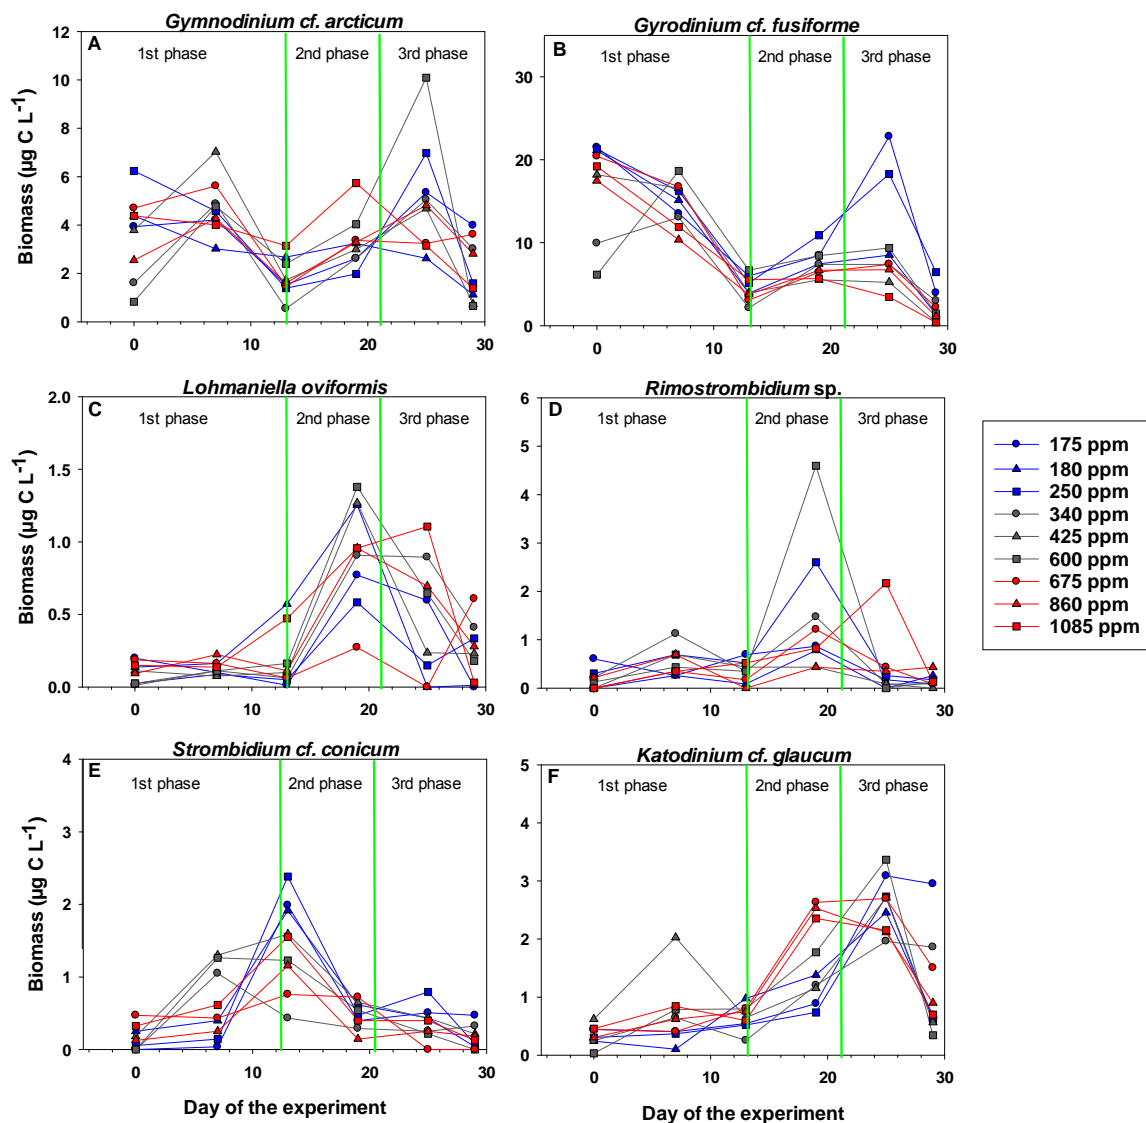 Gymnodinium cf. arcticum
A
1st phase
2nd phase
3rd phase
Biomass (µg C L⁻¹)
12
10
8
6
4
2
0
0
10
20
30
Gyrodinium cf. fusiforme
B
1st phase
2nd phase
3rd phase
30
20
10
0
0
10
20
30
Lohmaniella oviformis
C
1st phase
2nd phase
3rd phase
Biomass (µg C L⁻¹)
2.0
1.5
1.0
0.5
0.0
0
10
20
30
Rimostrombidium sp.
D
1st phase
2nd phase
3rd phase
6
5
4
3
2
1
0
0
10
20
30
175 ppm
180 ppm
250 ppm
340 ppm
425 ppm
600 ppm
675 ppm
860 ppm
1085 ppm
Strombidium cf. conicum
E
1st phase
2nd phase
3rd phase
Biomass (µg C L⁻¹)
4
3
2
1
0
0
10
20
30
Day of the experiment
Katodinium cf. glaucum
F
1st phase
2nd phase
3rd phase
5
4
3
2
1
0
0
10
20
30
Day of the experiment